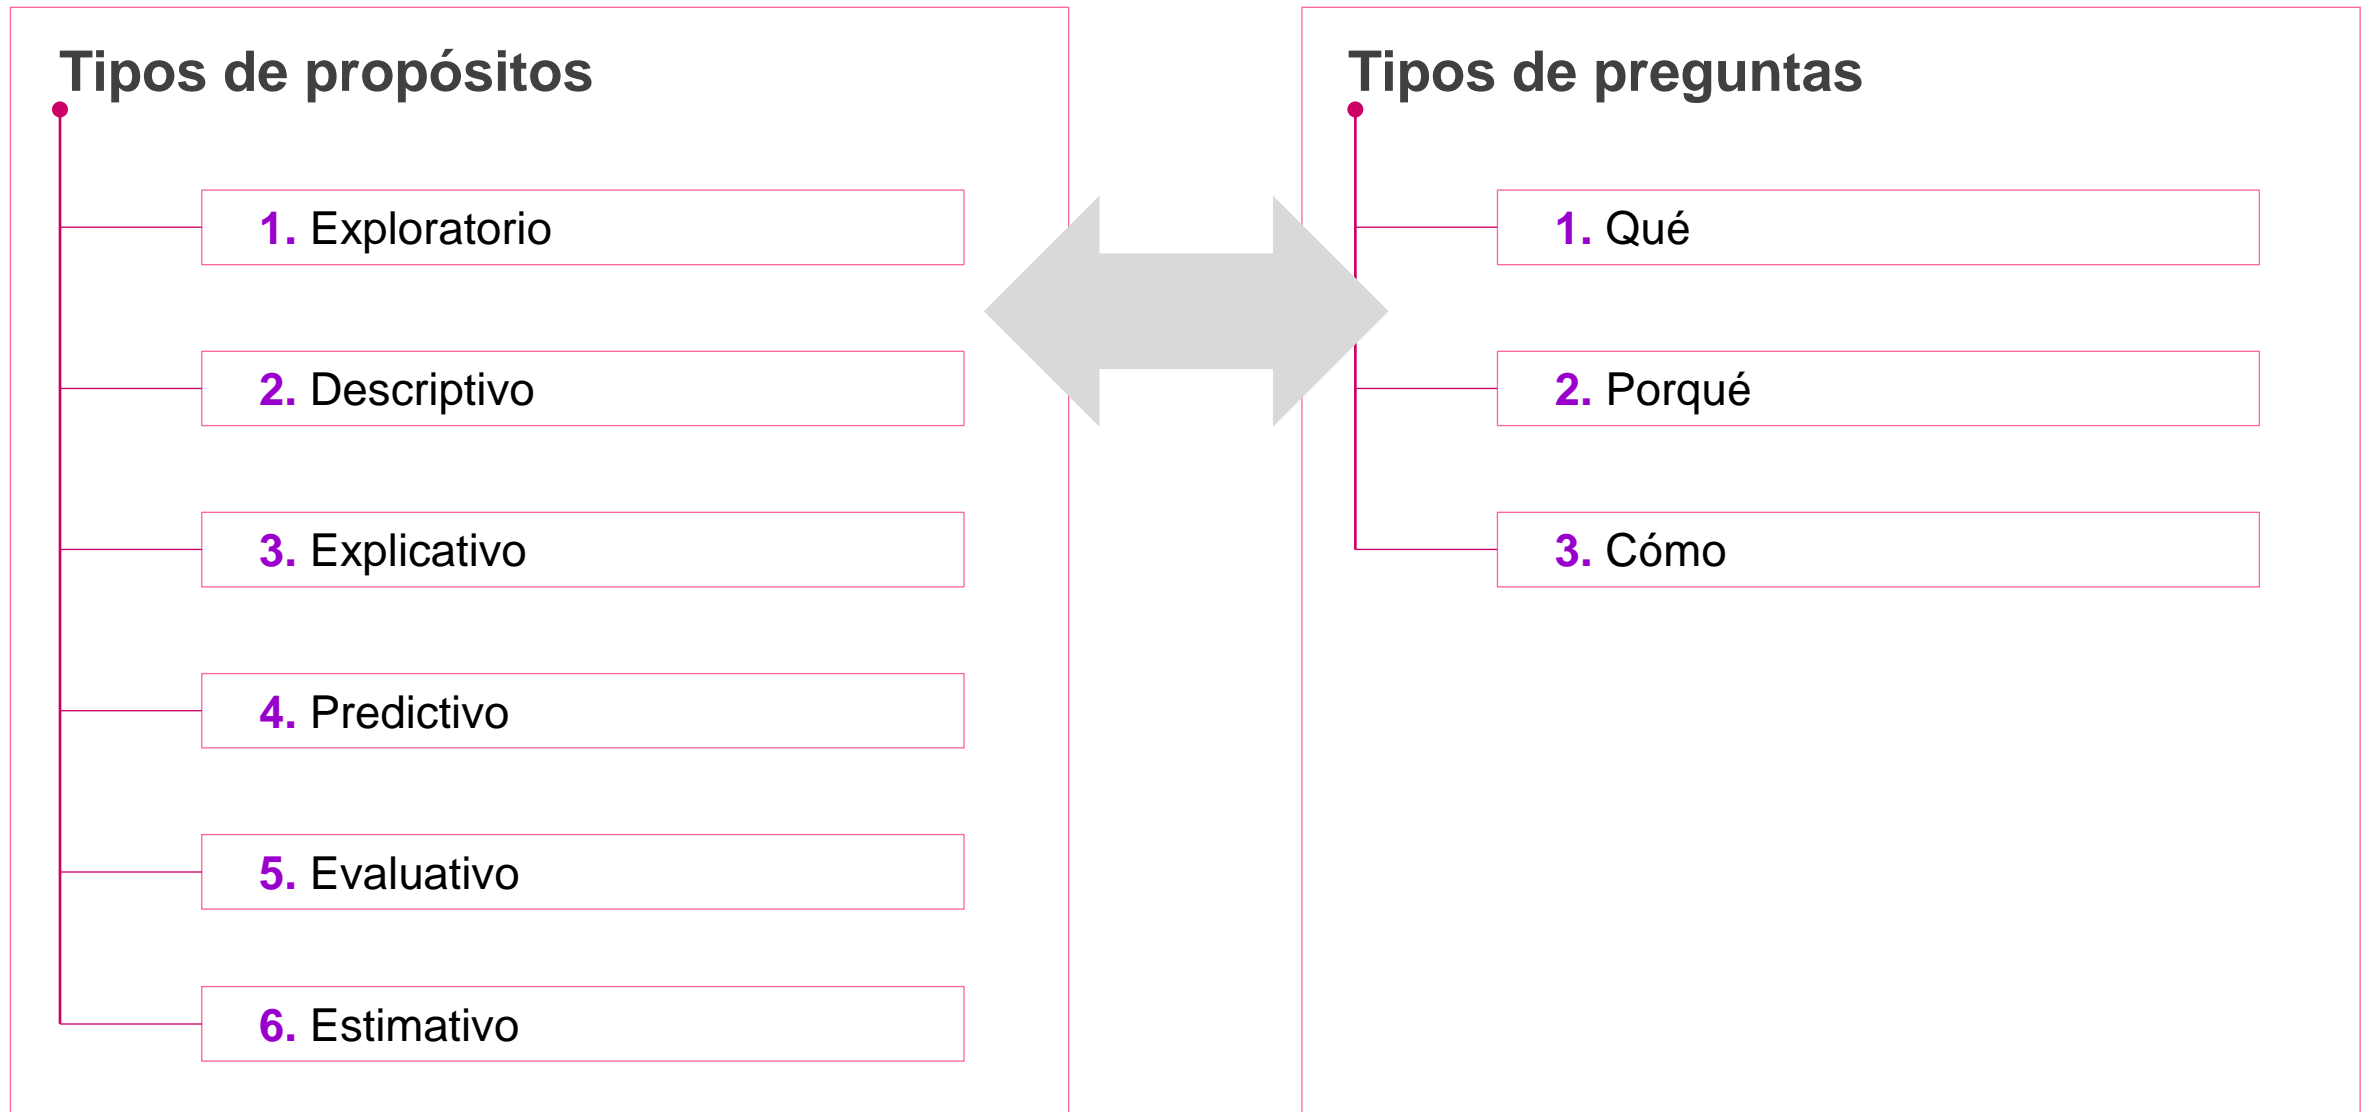 Tipos de propósitos
1. Exploratorio
2. Descriptivo
3. Explicativo
4. Predictivo
5. Evaluativo
6. Estimativo
Tipos de preguntas
1. Qué
2. Porqué
3. Cómo